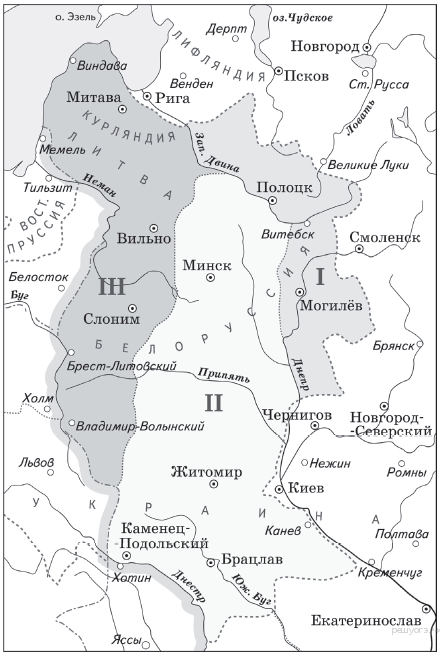 о. Эзель
оз.Чудское
Дерпт
Новгород
ЛИФЛЯНДИЯ
Псков
Виндава
Венден
Ст. Русса
Митава
Рига
Ловать
КУРЛЯНДИЯ
Зап. Двина
Мемель
ЛИТВА
Великие Луки
Тильзит
Неман
Полоцк
ВОСТ.
ПРУССИЯ
Вильно
Витебск
Смоленск
Минск
Белосток
I
III
Буг
Могилёв
Слоним
БЕЛОРУССИЯ
Брянск
Брест-Литовский
Припять
Днепр
Холм
II
Чернигов
Новгород-
-Северский
Владимир-Волынский
Львов
Житомир
Нежин
Ромны
Киев
УКРАИНА
Каменец-
-Подольский
Канев
Полтава
Брацлав
Хотин
Днестр
Юж. Буг
Кременчуг
Екатеринослав
Яссы